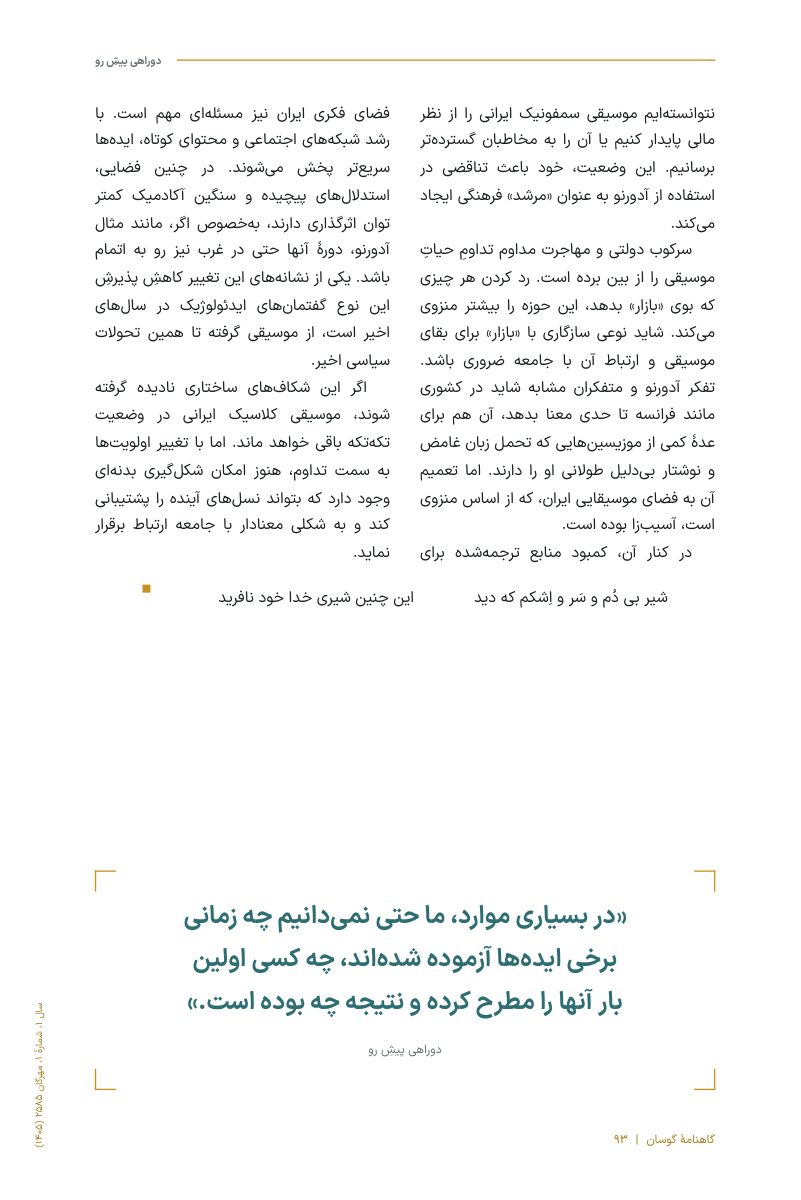 دوراهی پیشِ رو
نتوانسته‌ایم موسیقی سمفونیک ایرانی را از نظر
مالی پایدار کنیم یا آن را به مخاطبان گسترده‌تر
برسانیم. این وضعیت، خود باعث تناقضی در
استفاده از آدورنو به عنوان «مرشد» فرهنگی ایجاد
می‌کند.
سرکوب دولتی و مهاجرت مداوم تداومِ حیاتِ
موسیقی را از بین برده است. رد کردن هر چیزی
که بوی «بازار» بدهد، این حوزه را بیشتر منزوی
می‌کند. شاید نوعی سازگاری با «بازار» برای بقای
موسیقی و ارتباط آن با جامعه ضروری باشد.
تفکر آدورنو و متفکران مشابه شاید در کشوری
مانند فرانسه تا حدی معنا بدهد، آن هم برای
عدهٔ کمی از موزیسین‌هایی که تحمل زبان غامض
و نوشتار بی‌دلیل طولانی او را دارند. اما تعمیم
آن به فضای موسیقایی ایران، که از اساس منزوی
است، آسیب‌زا بوده است.
در کنار آن، کمبود منابع ترجمه‌شده برای
فضای فکری ایران نیز مسئله‌ای مهم است. با
رشد شبکه‌های اجتماعی و محتوای کوتاه، ایده‌ها
سریع‌تر پخش می‌شوند. در چنین فضایی،
استدلال‌های پیچیده و سنگین آکادمیک کمتر
توان اثرگذاری دارند، به‌خصوص اگر، مانند مثال
آدورنو، دورهٔ آنها حتی در غرب نیز رو به اتمام
باشد. یکی از نشانه‌های این تغییر کاهشِ پذیرشِ
این نوع گفتمان‌های ایدئولوژیک در سال‌های
اخیر است، از موسیقی گرفته تا همین تحولات
سیاسی اخیر.
اگر این شکاف‌های ساختاری نادیده گرفته
شوند، موسیقی کلاسیک ایرانی در وضعیت
تکه‌تکه باقی خواهد ماند. اما با تغییر اولویت‌ها
به سمت تداوم، هنوز امکان شکل‌گیری بدنه‌ای
وجود دارد که بتواند نسل‌های آینده را پشتیبانی
کند و به شکلی معنادار با جامعه ارتباط برقرار
نماید.
شیر بی دُم و سَر و اِشکم که دید این چنین شیری خدا خود نافرید
«در بسیاری موارد، ما حتی نمی‌دانیم چه زمانی
برخی ایده‌ها آزموده شده‌اند، چه کسی اولین
بار آنها را مطرح کرده و نتیجه چه بوده است.»
دوراهی پیشِ رو
سال ۱، شمارهٔ ۱، مهرگان ۲۵۸۵ (۱۴۰۵)
گاهنامهٔ گوسان | ۹۳